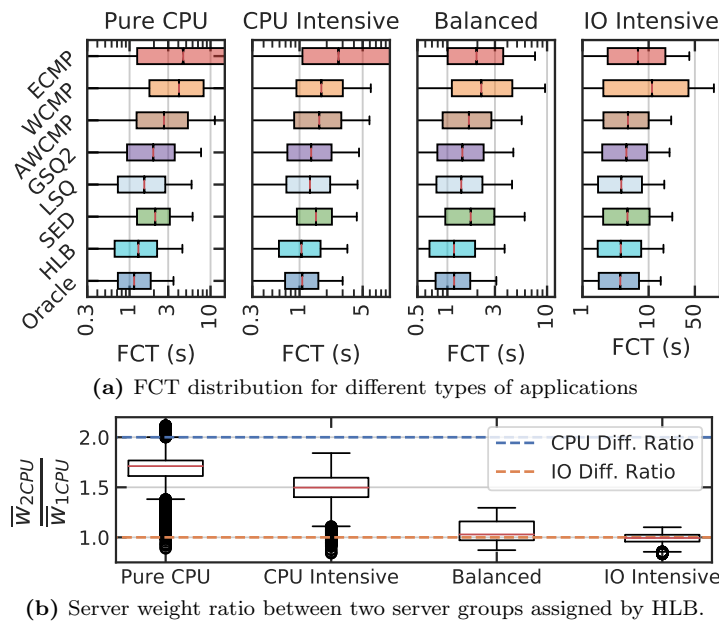 Pure CPU
CPU Intensive
Balanced
IO Intensive
ECMP
WCMP
AWCMP
GSQ2
LSQ
SED
HLB
Oracle
0.3 1 3 10
0.3 1 3
0.5 1 3 10
1 10 50
FCT (s)
FCT (s)
FCT (s)
FCT (s)
(a) FCT distribution for different types of applications
2.0
1.5
1.0
w̅2CPU
w̅1CPU
CPU Diff. Ratio
IO Diff. Ratio
Pure CPU
CPU Intensive
Balanced
IO Intensive
(b) Server weight ratio between two server groups assigned by HLB.